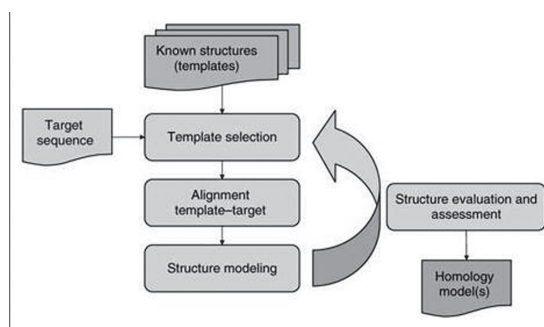 Known structures
(templates)
Target
sequence
Template selection
Alignment
template–target
Structure modeling
Structure evaluation and
assessment
Homology
model(s)